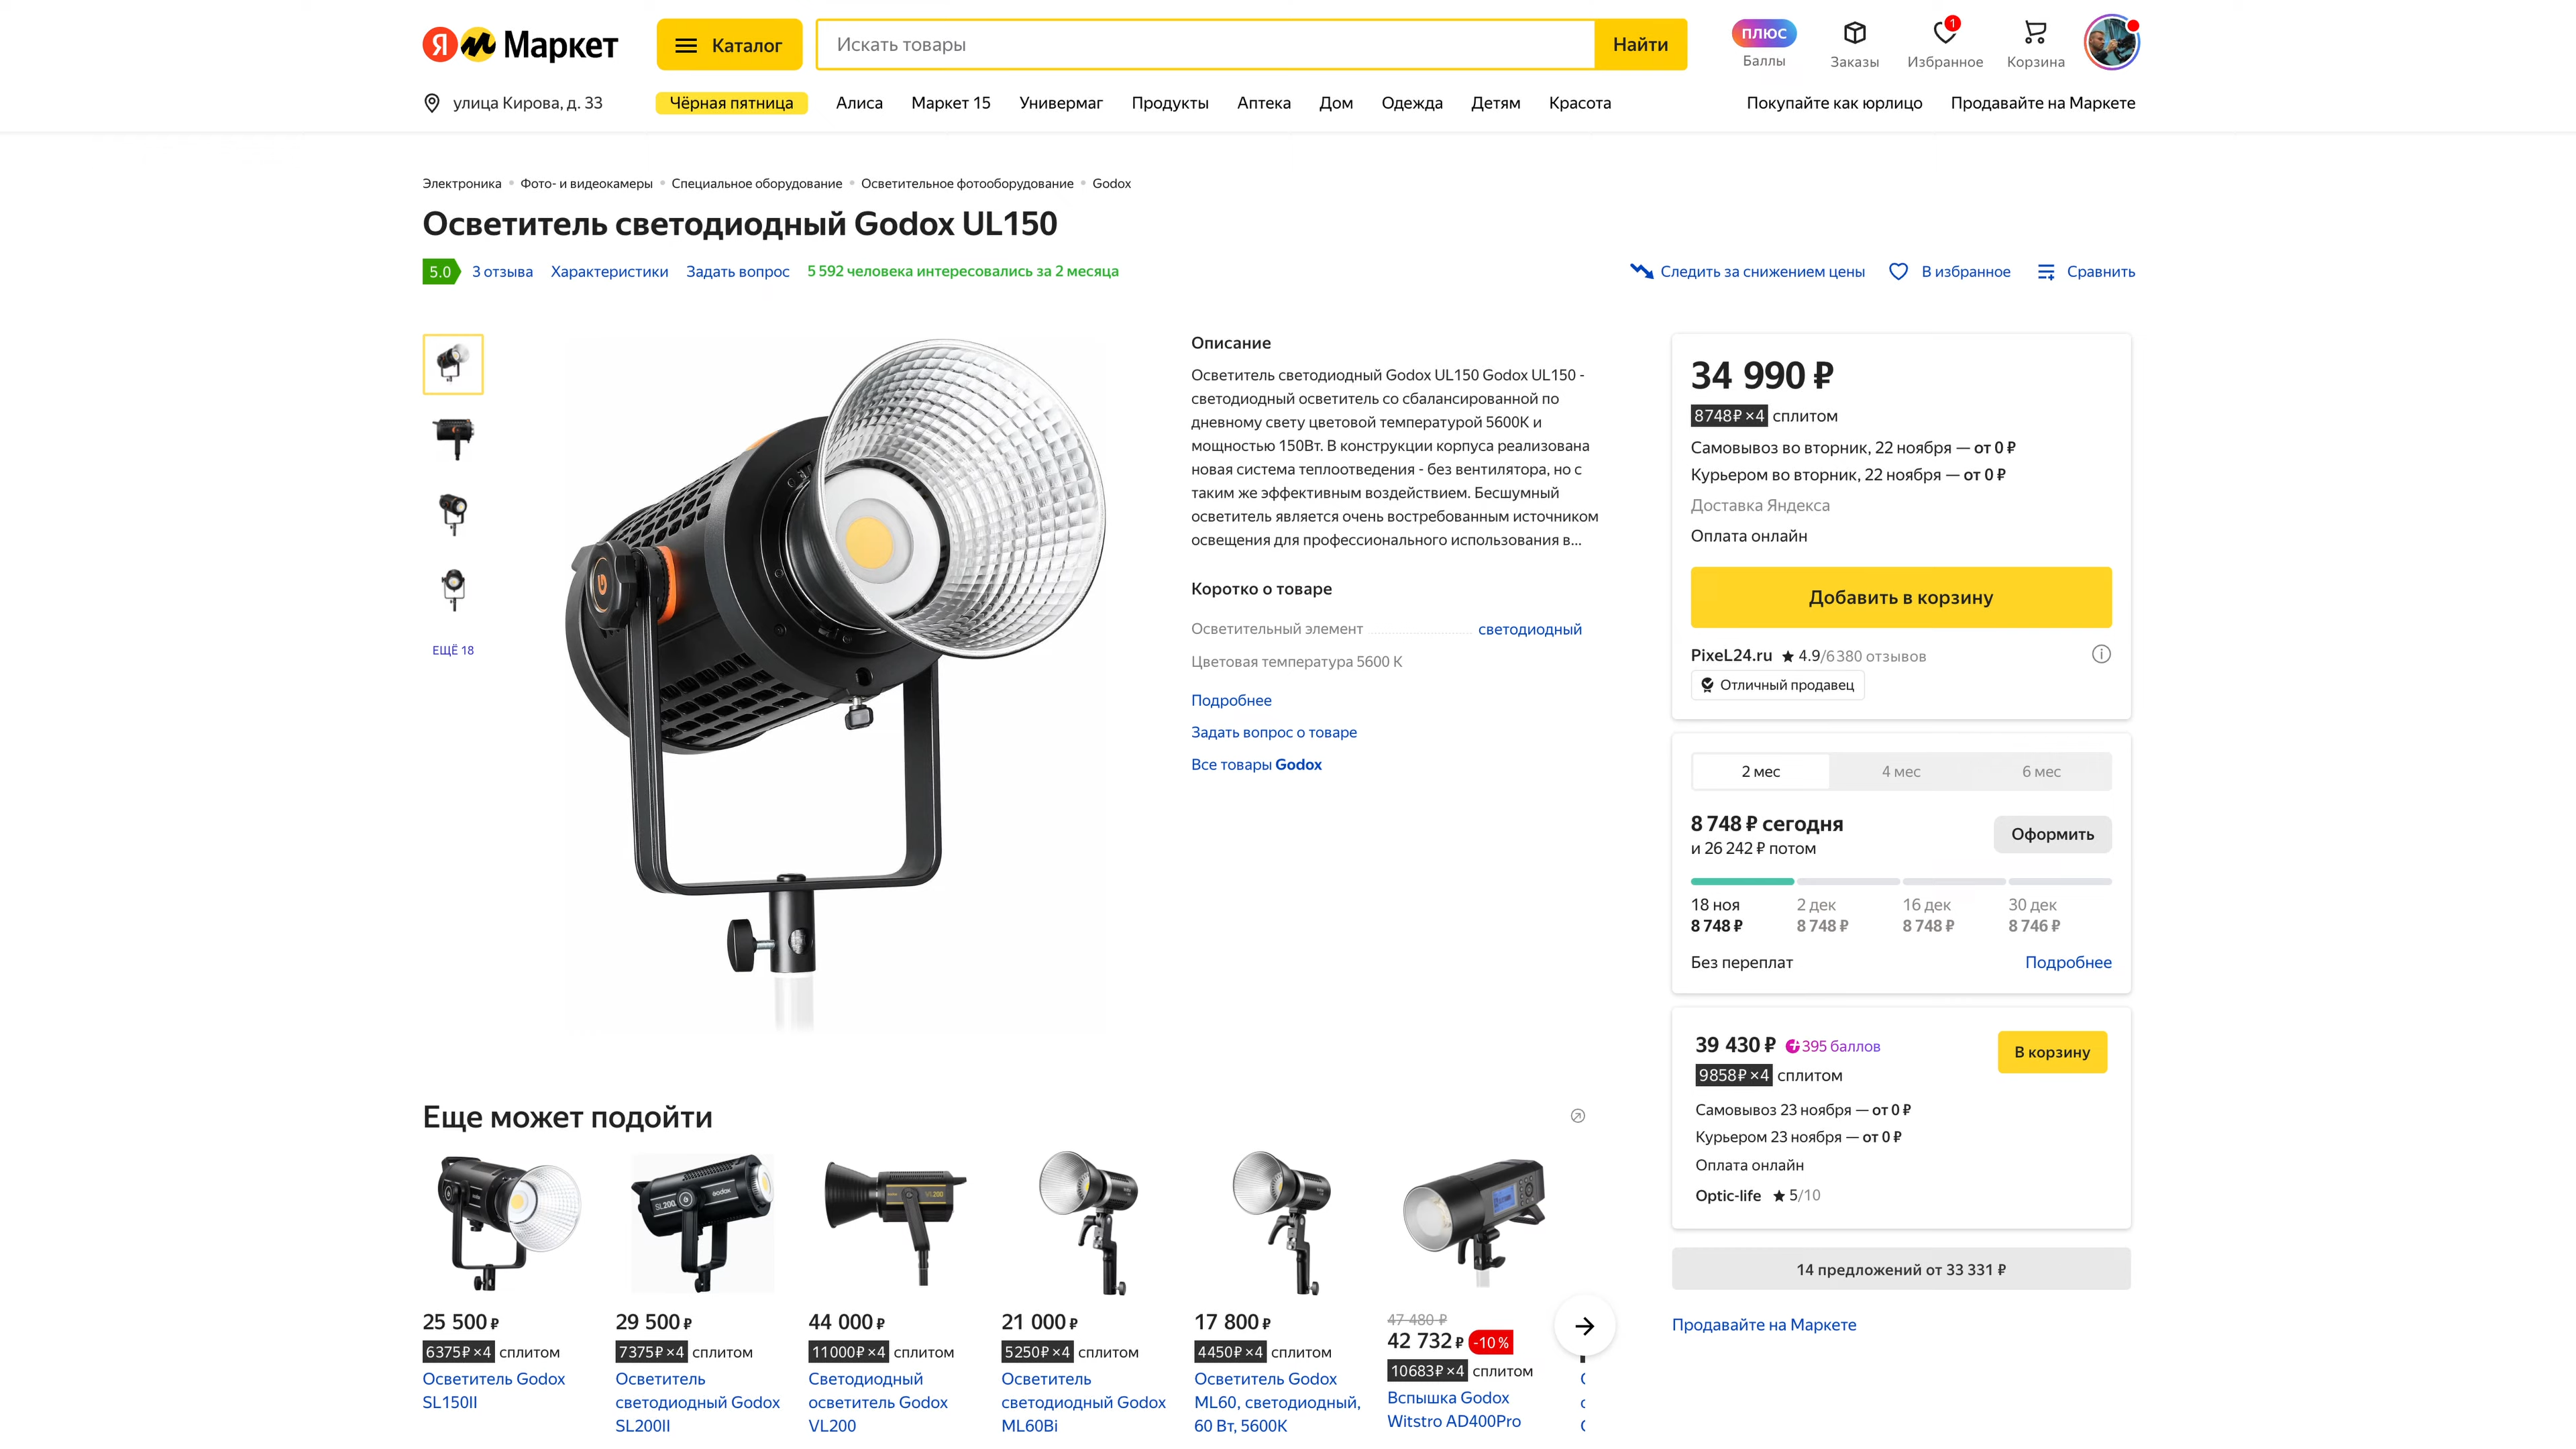 Я Маркет
Каталог
Искать товары
Найти
плюс
Баллы
Заказы
1
Избранное
Корзина
улица Кирова, д. 33
Чёрная пятница
Алиса
Маркет 15
Универмаг
Продукты
Аптека
Дом
Одежда
Детям
Красота
Покупайте как юрлицо
Продавайте на Маркете
Электроника • Фото- и видеокамеры • Специальное оборудование • Осветительное фотооборудование • Godox
Осветитель светодиодный Godox UL150
5.0
3 отзыва
Характеристики
Задать вопрос
5 592 человека интересовались за 2 месяца
Следить за снижением цены
В избранное
Сравнить
ЕЩЁ 18
Описание
Осветитель светодиодный Godox UL150 Godox UL150 -
светодиодный осветитель со сбалансированной по
дневному свету цветовой температурой 5600К и
мощностью 150Вт. В конструкции корпуса реализована
новая система теплоотведения - без вентилятора, но с
таким же эффективным воздействием. Бесшумный
осветитель является очень востребованным источником
освещения для профессионального использования в...
Коротко о товаре
Осветительный элемент светодиодный
Цветовая температура 5600 К
Подробнее
Задать вопрос о товаре
Все товары Godox
34 990 ₽
8748₽×4 сплитом
Самовывоз во вторник, 22 ноября — от 0 ₽
Курьером во вторник, 22 ноября — от 0 ₽
Доставка Яндекса
Оплата онлайн
Добавить в корзину
PixeL24.ru ★ 4.9/6380 отзывов
Отличный продавец
2 мес
4 мес
6 мес
8 748 ₽ сегодня
и 26 242 ₽ потом
Оформить
18 ноя
8 748 ₽
2 дек
8 748 ₽
16 дек
8 748 ₽
30 дек
8 746 ₽
Без переплат
Подробнее
39 430 ₽ 395 баллов
9858₽×4 сплитом
В корзину
Самовывоз 23 ноября — от 0 ₽
Курьером 23 ноября — от 0 ₽
Оплата онлайн
Optic-life ★ 5/10
14 предложений от 33 331 ₽
Продавайте на Маркете
Еще может подойти
SL200
Godox
VL200
25 500 ₽
6375₽×4 сплитом
Осветитель Godox
SL150II
29 500 ₽
7375₽×4 сплитом
Осветитель
светодиодный Godox
SL200II
44 000 ₽
11000₽×4 сплитом
Светодиодный
осветитель Godox
VL200
21 000 ₽
5250₽×4 сплитом
Осветитель
светодиодный Godox
ML60Bi
17 800 ₽
4450₽×4 сплитом
Осветитель Godox
ML60, светодиодный,
60 Вт, 5600K
47 480 ₽
42 732 ₽ -10 %
10683₽×4 сплитом
Вспышка Godox
Witstro AD400Pro